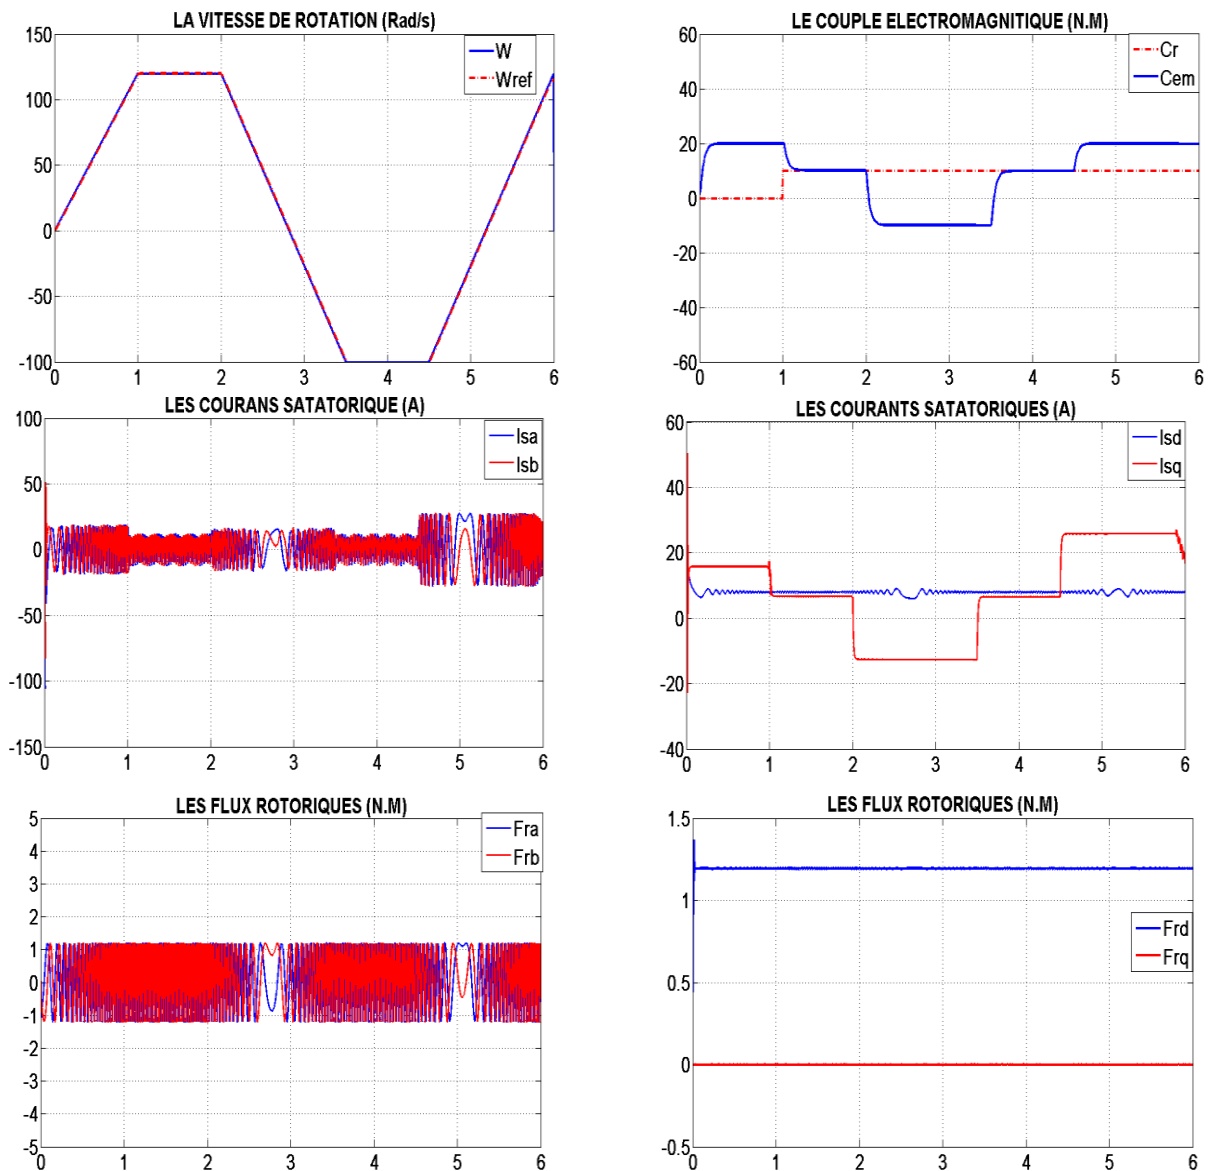 LA VITESSE DE ROTATION (Rad/s)
150
100
50
0
-50
-100
0 1 2 3 4 5 6
W
Wref
LE COUPLE ELECTROMAGNITIQUE (N.M)
60
40
20
0
-20
-40
-60
0 1 2 3 4 5 6
Cr
Cem
LES COURANS SATATORIQUE (A)
100
50
0
-50
-100
-150
0 1 2 3 4 5 6
Isa
Isb
LES COURANTS SATATORIQUES (A)
60
40
20
0
-20
-40
0 1 2 3 4 5 6
Isd
Isq
LES FLUX ROTORIQUES (N.M)
5
4
3
2
1
0
-1
-2
-3
-4
-5
0 1 2 3 4 5 6
Fra
Frb
LES FLUX ROTORIQUES (N.M)
1.5
1
0.5
0
-0.5
0 1 2 3 4 5 6
Frd
Frq